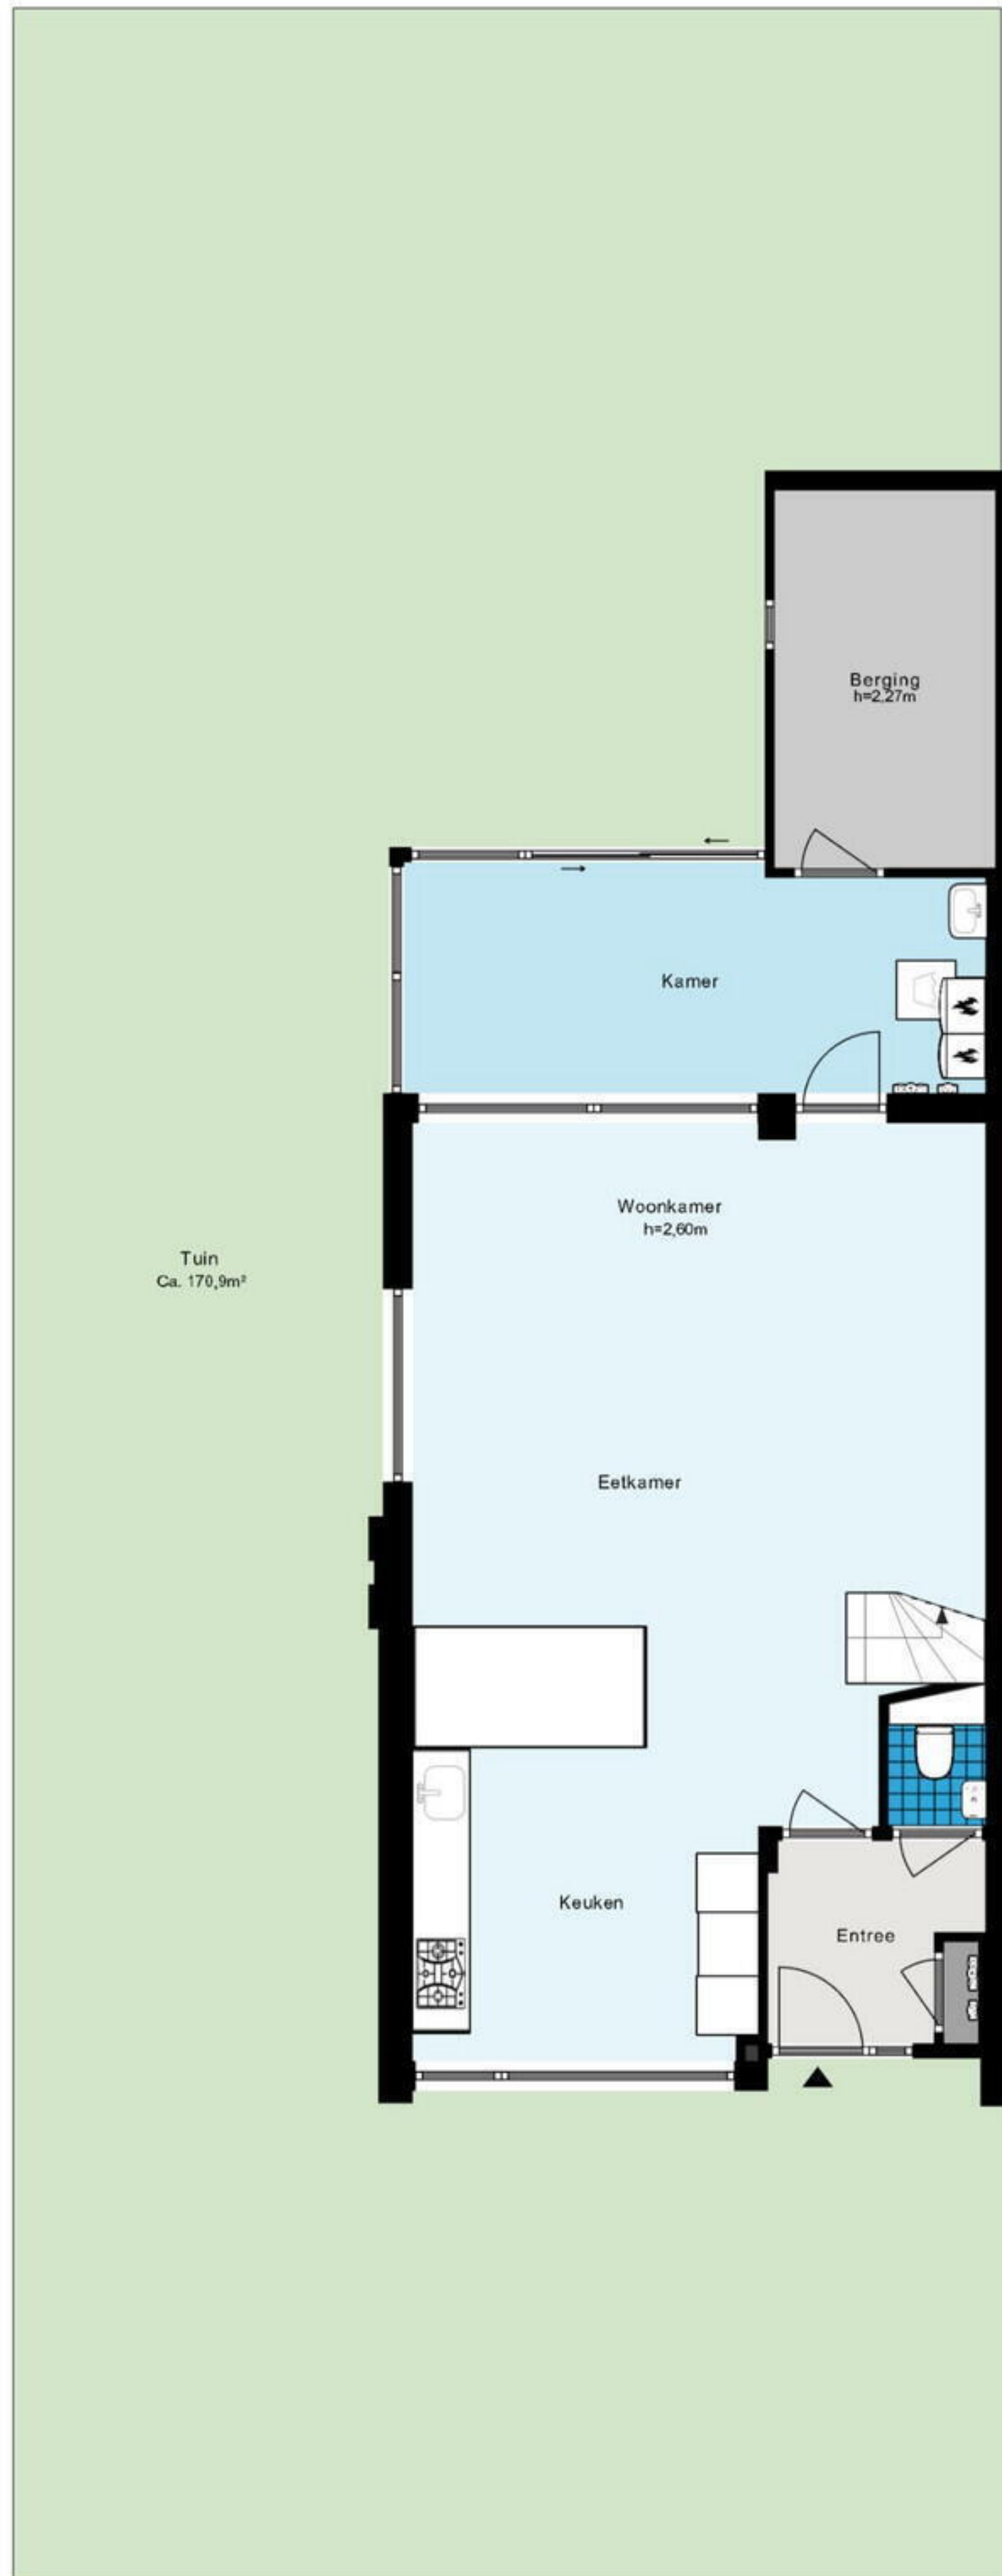 Berging
h=2,27m
Kamer
Woonkamer
h=2,60m
Tuin
Ca. 170,9m²
Eetkamer
Keuken
Entree